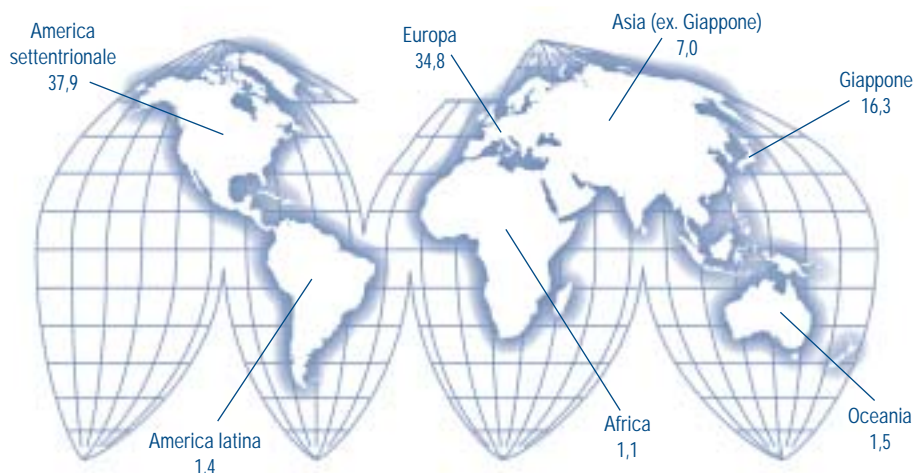 America
settentrionale
37,9
Europa
34,8
Asia (ex. Giappone)
7,0
Giappone
16,3
America latina
1,4
Africa
1,1
Oceania
1,5